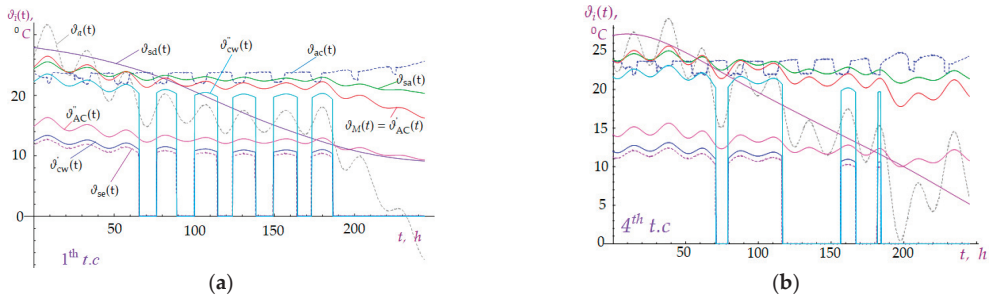 ϑi(t),
⁰C
ϑa(t)
ϑsd(t)
ϑ''cw(t)
ϑac(t)
ϑsa(t)
20
ϑ''AC(t)
ϑM(t) = ϑ'AC(t)
10
ϑ'cw(t)
ϑse(t)
0
50
100
150
200
t, h
1th t.c
(a)
ϑi(t),
⁰C
25
20
15
10
5
0
0
50
100
150
200
t, h
4th t.c
(b)